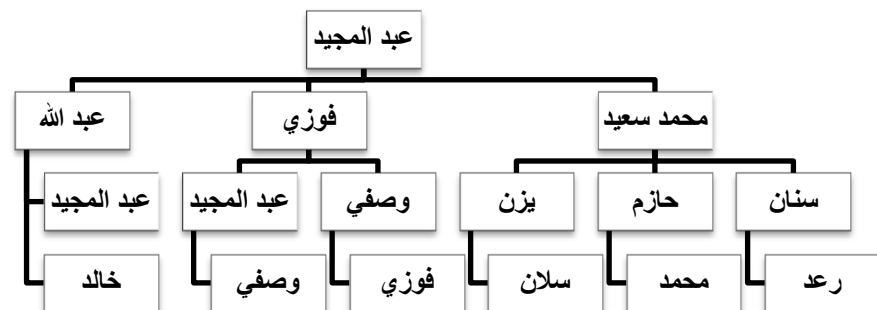 عبد المجيد
محمد سعيد
فوزي
عبد الله
سنان
حازم
يزن
وصفي
عبد المجيد
عبد المجيد
رعد
محمد
سلان
فوزي
وصفي
خالد